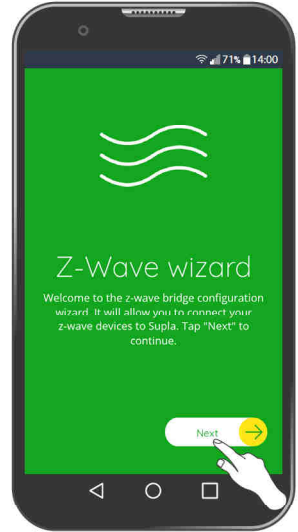 71% 14:00
Z-Wave wizard
Welcome to the z-wave bridge configuration
wizard. It will allow you to connect your
z-wave devices to Supla. Tap "Next" to
continue.
Next